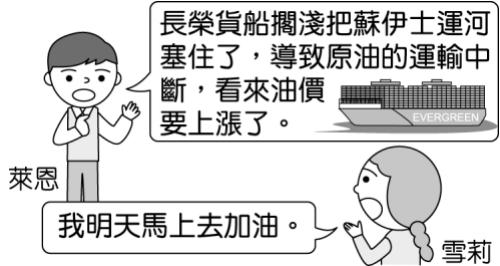 長榮貨船擱淺把蘇伊士運河
塞住了，導致原油的運輸中
斷，看來油價
要上漲了。
EVERGREEN
萊恩
我明天馬上去加油。
雪莉